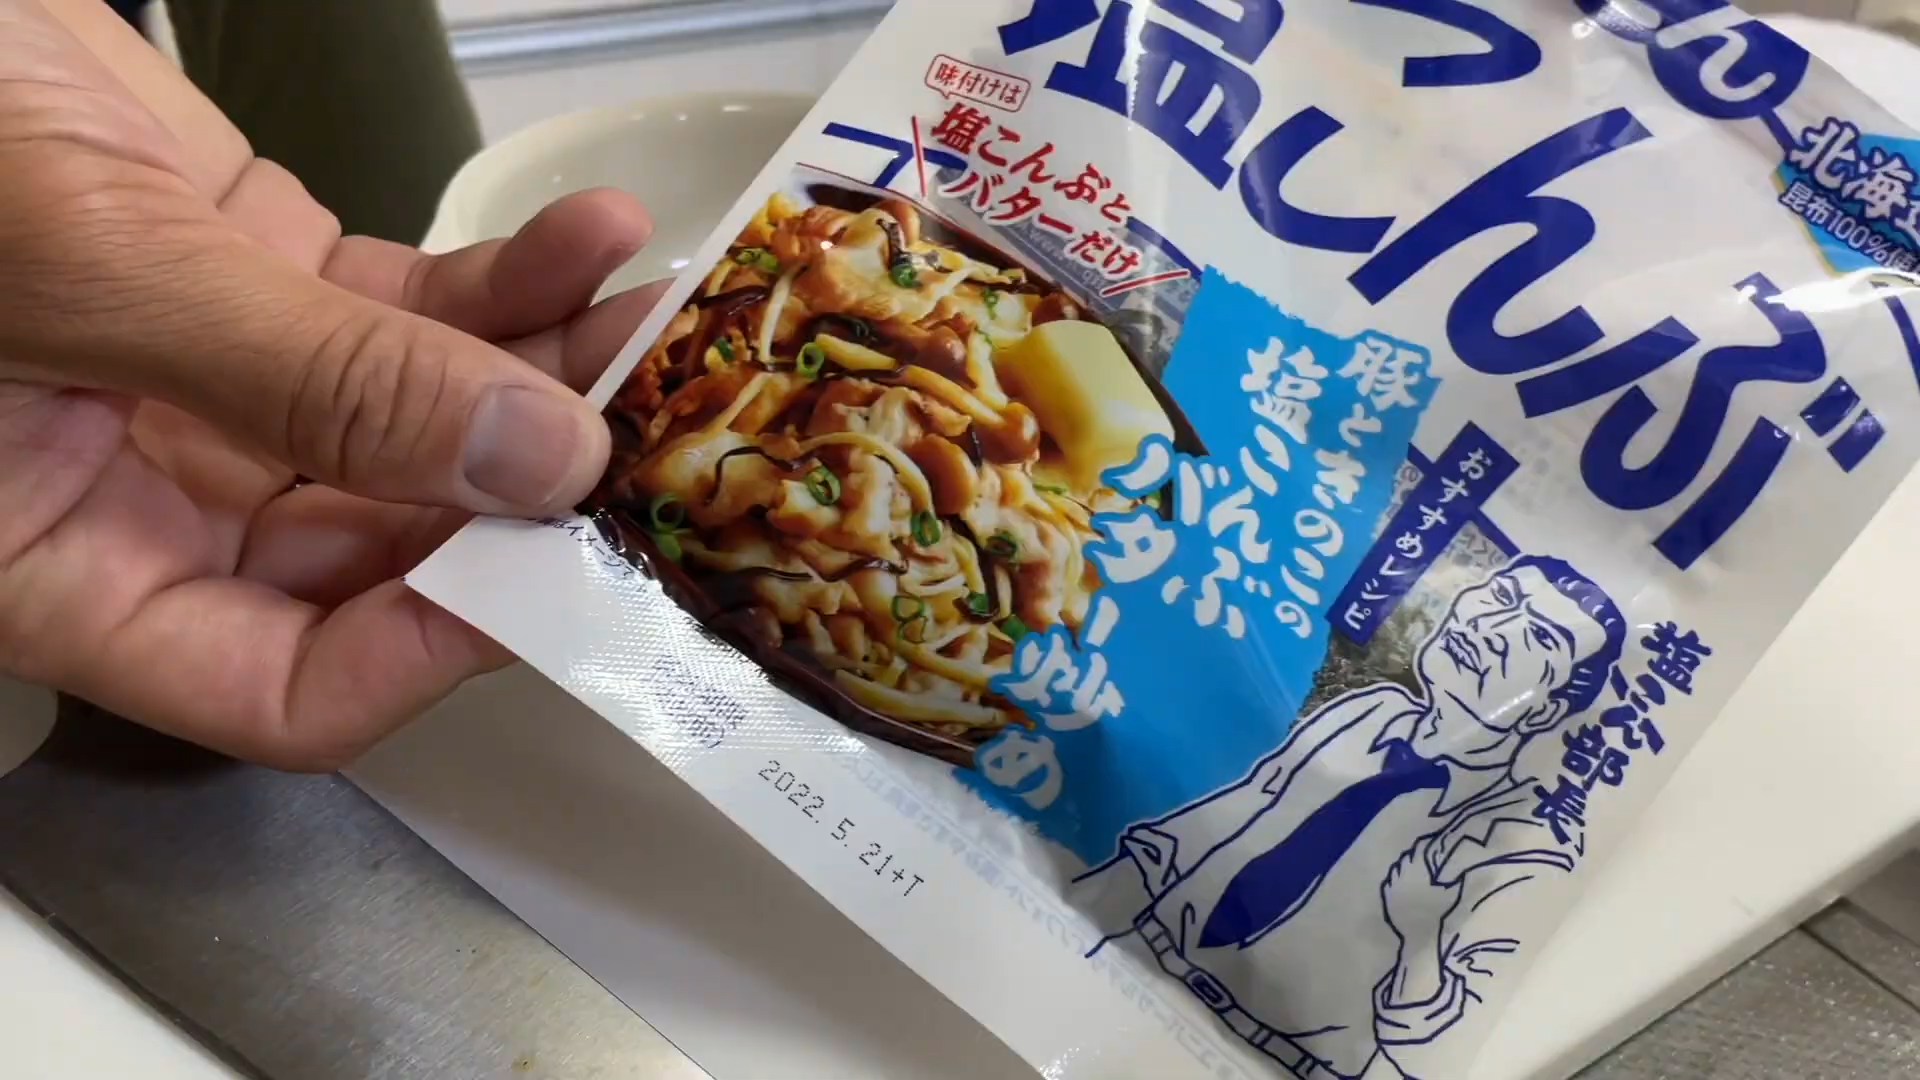 塩こんぶ
北海道
昆布100%使
味付けは
塩こんぶと
バターだけ
豚ときのこの
塩こんぶ
バター炒め
おすすめレシピ
塩こんぶ部長
2022.5.21+T